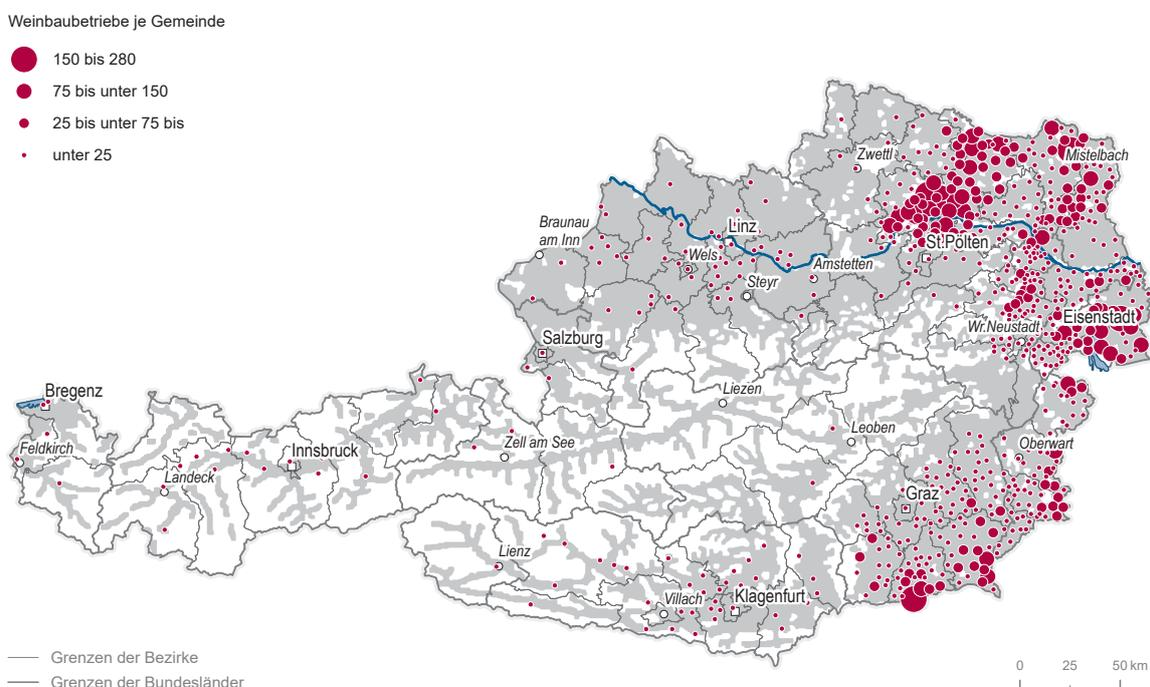 Weinbaubetriebe je Gemeinde
150 bis 280
75 bis unter 150
25 bis unter 75 bis
unter 25
Zwettl
Mistelbach
Braunau
am Inn
Linz
St.Pölten
Wels
Amstetten
Steyr
Eisenstadt
Wr.Neustadt
Salzburg
Bregenz
Liezen
Leoben
Oberwart
Feldkirch
Zell am See
Innsbruck
Landeck
Graz
Lienz
Villach
Klagenfurt
Grenzen der Bezirke
Grenzen der Bundesländer
0 25 50 km